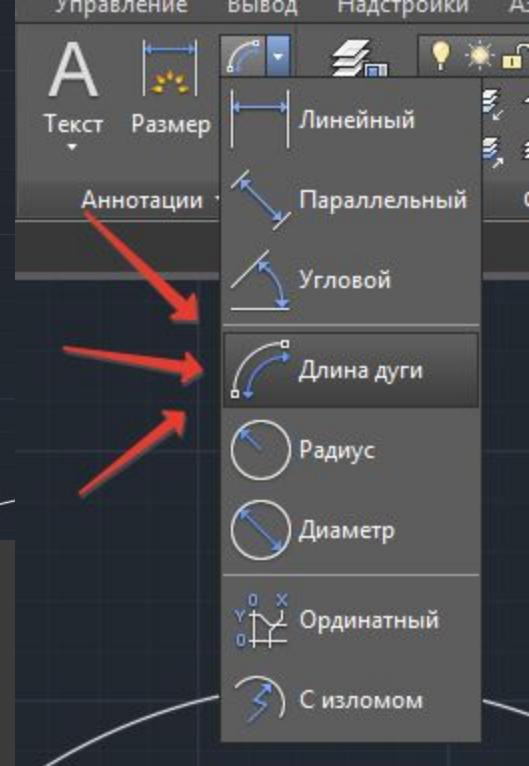 Управление Вывод Надстройки
Текст Размер
Аннотации
Линейный
Параллельный
Угловой
Длина дуги
Радиус
Диаметр
Y O X
O
Ординатный
С изломом